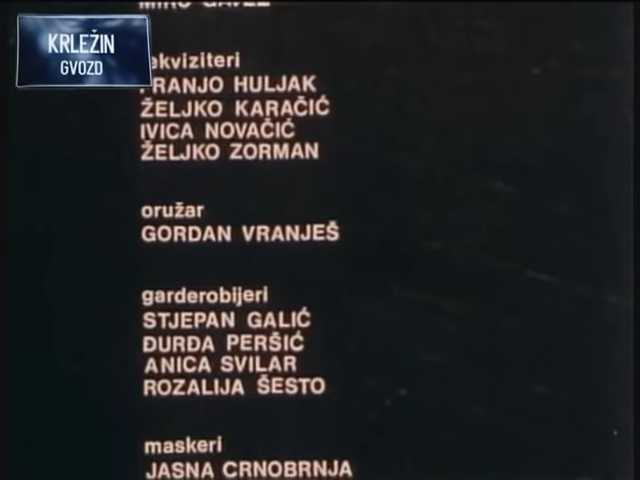 KRLEŽIN
GVOZD
ekviziteri
RANJO HULJAK
ŽELJKO KARAČIĆ
IVICA NOVAČIĆ
ŽELJKO ZORMAN
oružar
GORDAN VRANJEŠ
garderobijeri
STJEPAN GALIĆ
ĐURĐA PERŠIĆ
ANICA SVILAR
ROZALIJA ŠESTO
maskeri
JASNA CRNOBRNJA